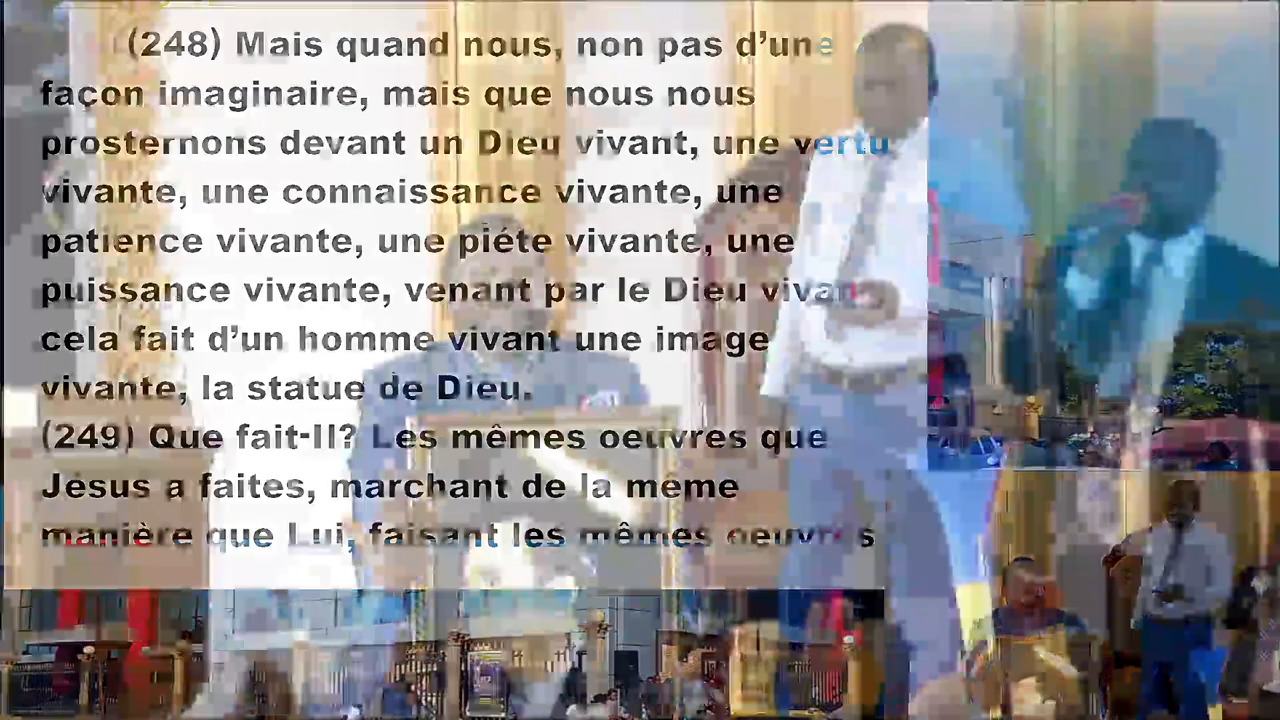 (248) Mais quand nous, non pas d'une
façon imaginaire, mais que nous nous
prosternons devant un Dieu vivant, une vertu
vivante, une connaissance vivante, une
patience vivante, une piéte vivante, une
puissance vivante, venant par le Dieu vivan
cela fait d'un homme vivant une image
vivante, la statue de Dieu.
(249) Que fait-Il? Les mêmes oeuvres que
Jésus a faites, marchant de la même
manière que Lui, faisant les mêmes oeuvres